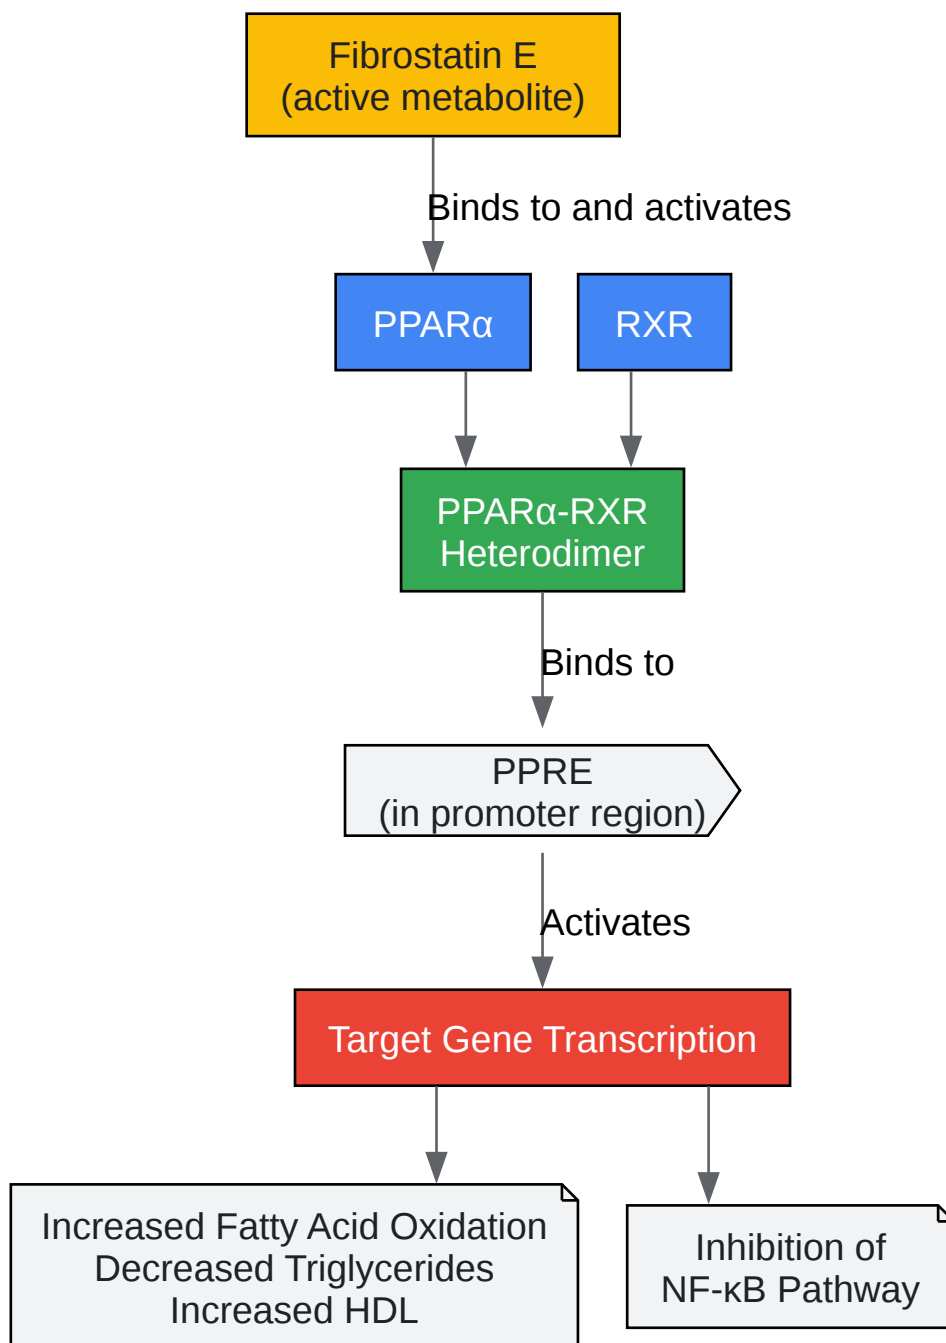 Fibrostatin E
(active metabolite)
Binds to and activates
PPARα
RXR
PPARα-RXR
Heterodimer
Binds to
PPRE
(in promoter region)
Activates
Target Gene Transcription
Increased Fatty Acid Oxidation
Decreased Triglycerides
Increased HDL
Inhibition of
NF-κB Pathway